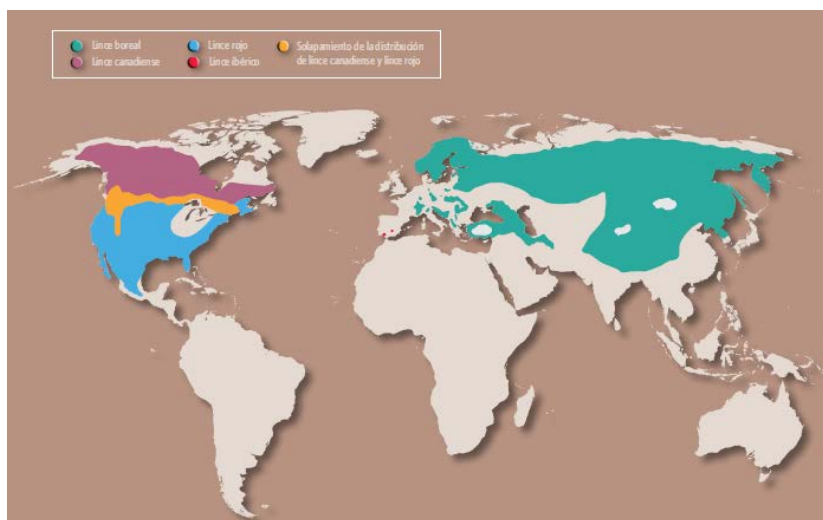 Lince boreal
Lince canadiense
Lince rojo
Lince ibérico
Solapamiento de la distribución
de lince canadiense y lince rojo